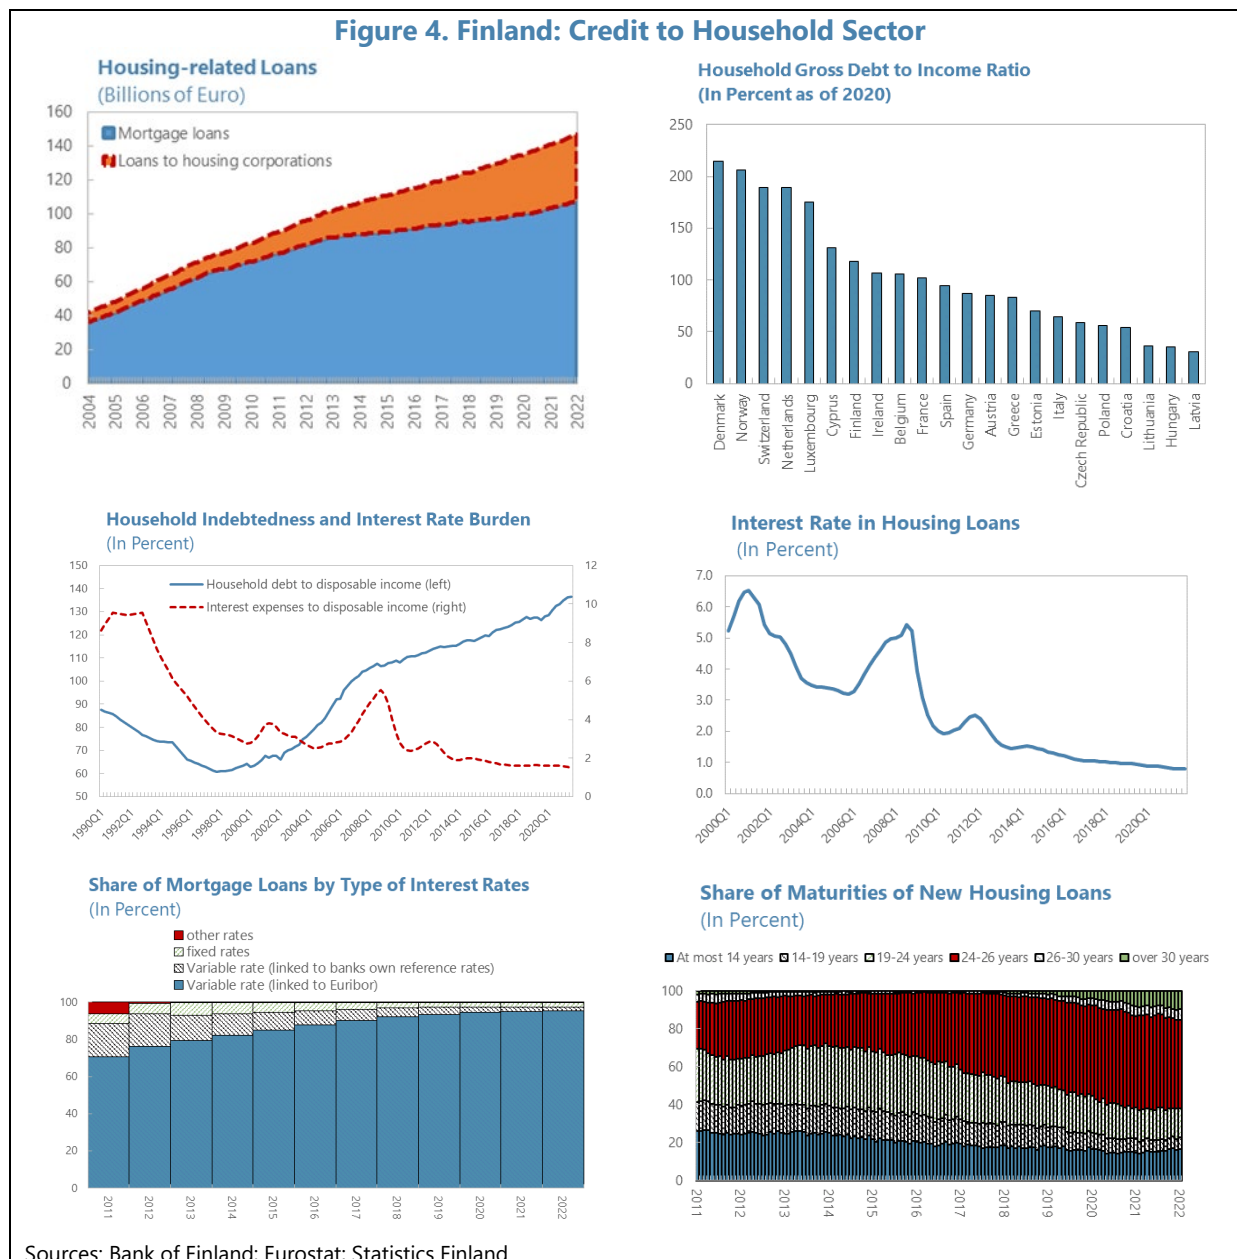 Figure 4. Finland: Credit to Household Sector
Housing-related Loans
(Billions of Euro)
160
140
120
100
80
60
40
20
0
Mortgage loans
Loans to housing corporations
2004
2005
2006
2007
2008
2009
2010
2011
2012
2013
2014
2015
2016
2017
2018
2019
2020
2021
2022
Household Gross Debt to Income Ratio
(In Percent as of 2020)
250
200
150
100
50
0
Denmark
Norway
Switzerland
Netherlands
Luxembourg
Cyprus
Finland
Ireland
Belgium
France
Spain
Germany
Austria
Greece
Estonia
Italy
Czech Republic
Poland
Croatia
Lithuania
Hungary
Latvia
Household Indebtedness and Interest Rate Burden
(In Percent)
150
140
130
120
110
100
90
80
70
60
50
Household debt to disposable income (left)
Interest expenses to disposable income (right)
12
10
8
6
4
2
0
1990Q1
1992Q1
1994Q1
1996Q1
1998Q1
2000Q1
2002Q1
2004Q1
2006Q1
2008Q1
2010Q1
2012Q1
2014Q1
2016Q1
2018Q1
2020Q1
Interest Rate in Housing Loans
(In Percent)
7.0
6.0
5.0
4.0
3.0
2.0
1.0
0.0
2000Q1
2002Q1
2004Q1
2006Q1
2008Q1
2010Q1
2012Q1
2014Q1
2016Q1
2018Q1
2020Q1
Share of Mortgage Loans by Type of Interest Rates
(In Percent)
other rates
fixed rates
Variable rate (linked to banks own reference rates)
Variable rate (linked to Euribor)
100
80
60
40
20
0
2011
2012
2013
2014
2015
2016
2017
2018
2019
2020
2021
2022
Share of Maturities of New Housing Loans
(In Percent)
At most 14 years
14-19 years
19-24 years
24-26 years
26-30 years
over 30 years
100
80
60
40
20
0
2011
2012
2013
2014
2015
2016
2017
2018
2019
2020
2021
2022
Sources: Bank of Finland; Eurostat; Statistics Finland